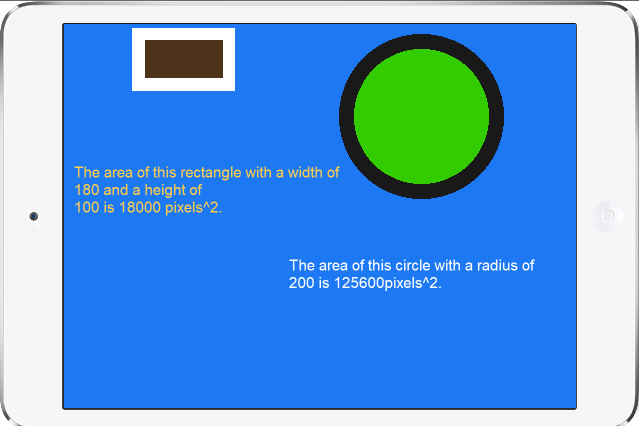 The area of this rectangle with a width of
180 and a height of
100 is 18000 pixels^2.
The area of this circle with a radius of
200 is 125600pixels^2.